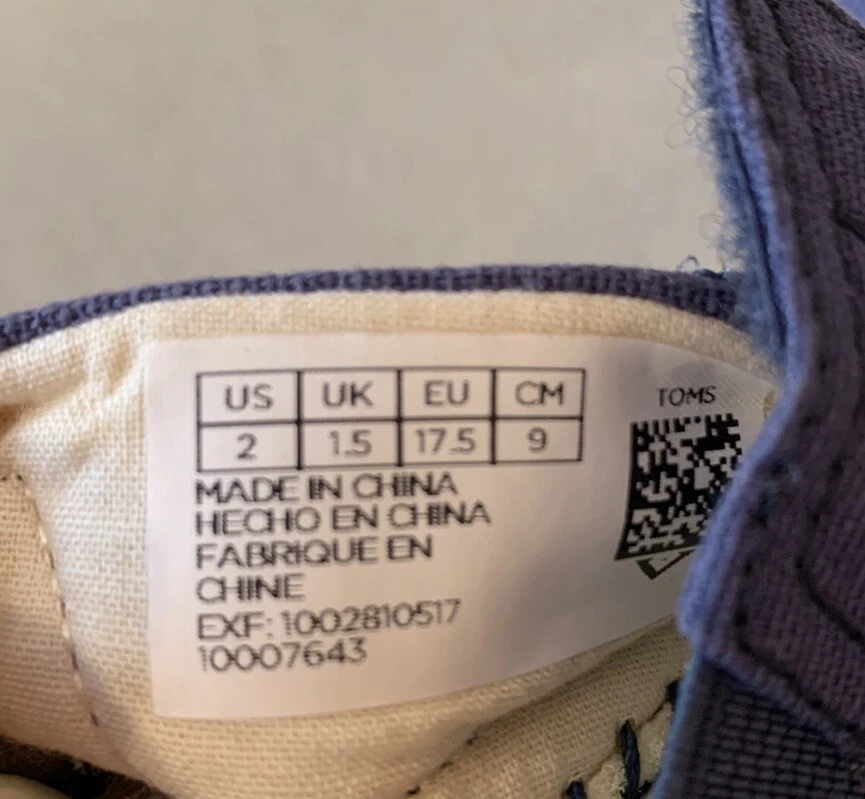 US UK EU CM
2 1.5 17.5 9
TOMS
MADE IN CHINA
HECHO EN CHINA
FABRIQUE EN
CHINE
EXF: 1002810517
10007643